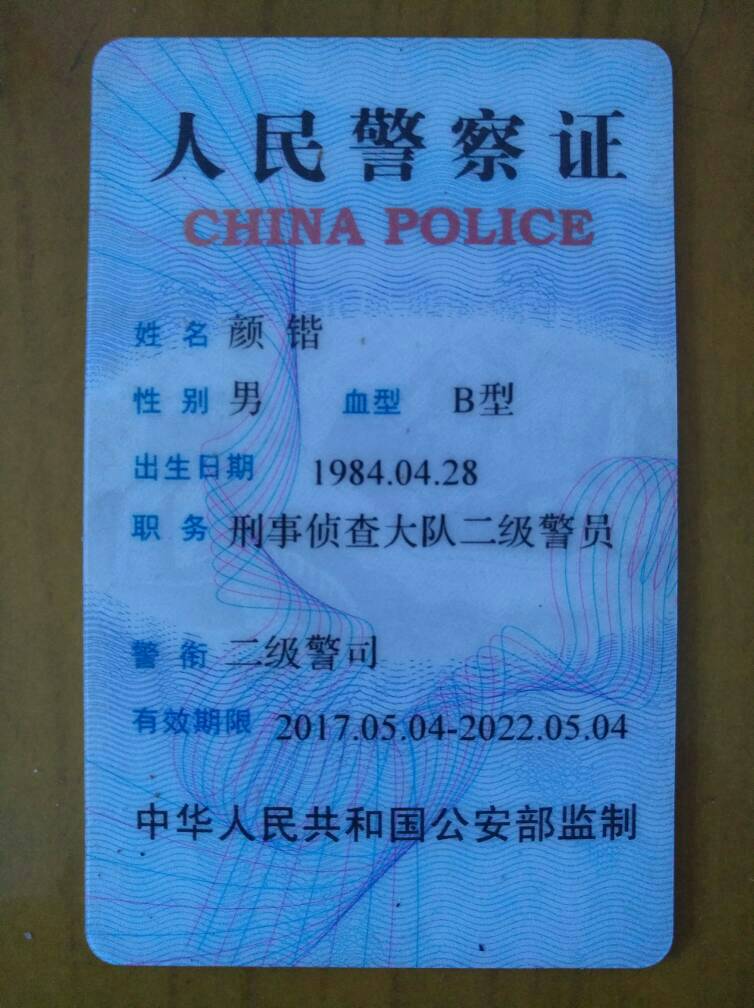 人民警察证
CHINA POLICE
姓名 颜锴
性别 男 血型 B型
出生日期 1984.04.28
职务 刑事侦查大队二级警员
警衔 二级警司
有效期限 2017.05.04-2022.05.04
中华人民共和国公安部监制